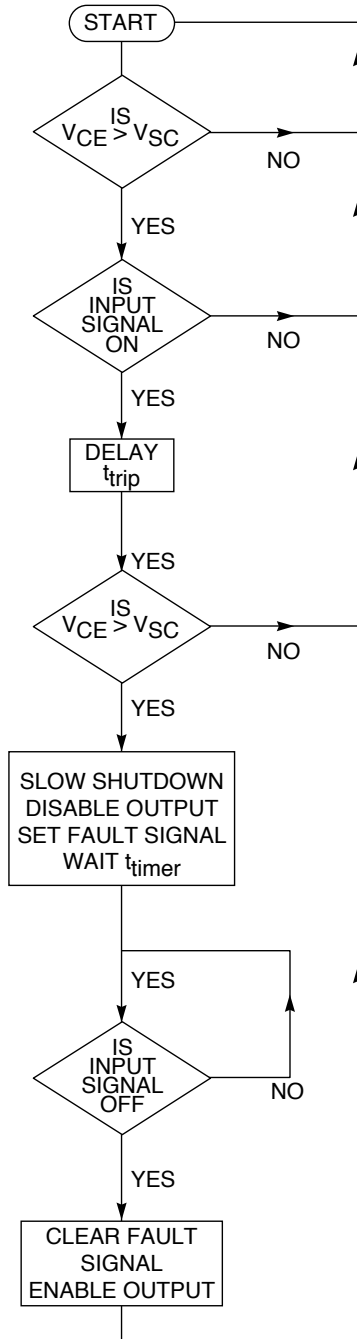 START
IS
VCE > VSC
NO
YES
IS
INPUT
SIGNAL
ON
NO
YES
DELAY
ttrip
YES
IS
VCE > VSC
NO
YES
SLOW SHUTDOWN
DISABLE OUTPUT
SET FAULT SIGNAL
WAIT ttimer
YES
IS
INPUT
SIGNAL
OFF
NO
YES
CLEAR FAULT
SIGNAL
ENABLE OUTPUT